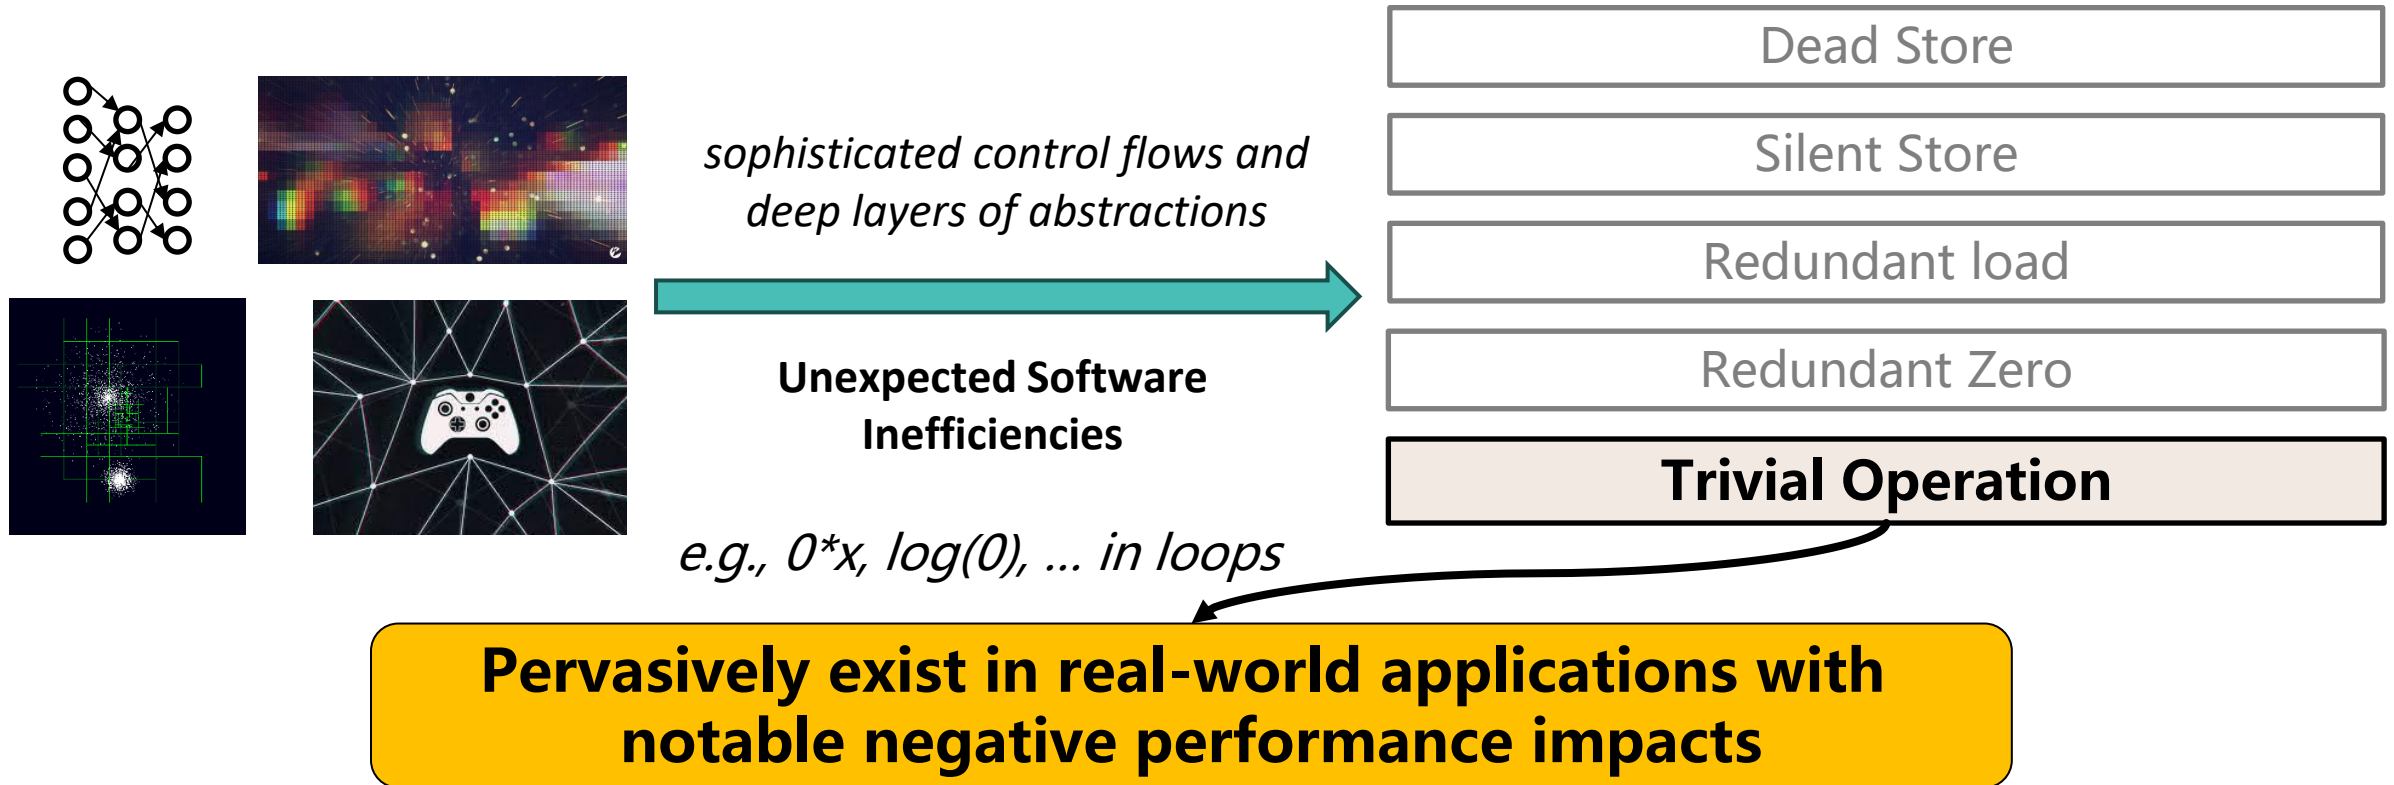 sophisticated control flows and
deep layers of abstractions
Unexpected Software
Inefficiencies
e.g., 0*x, log(0), ... in loops
Dead Store
Silent Store
Redundant load
Redundant Zero
Trivial Operation
Pervasively exist in real-world applications with
notable negative performance impacts